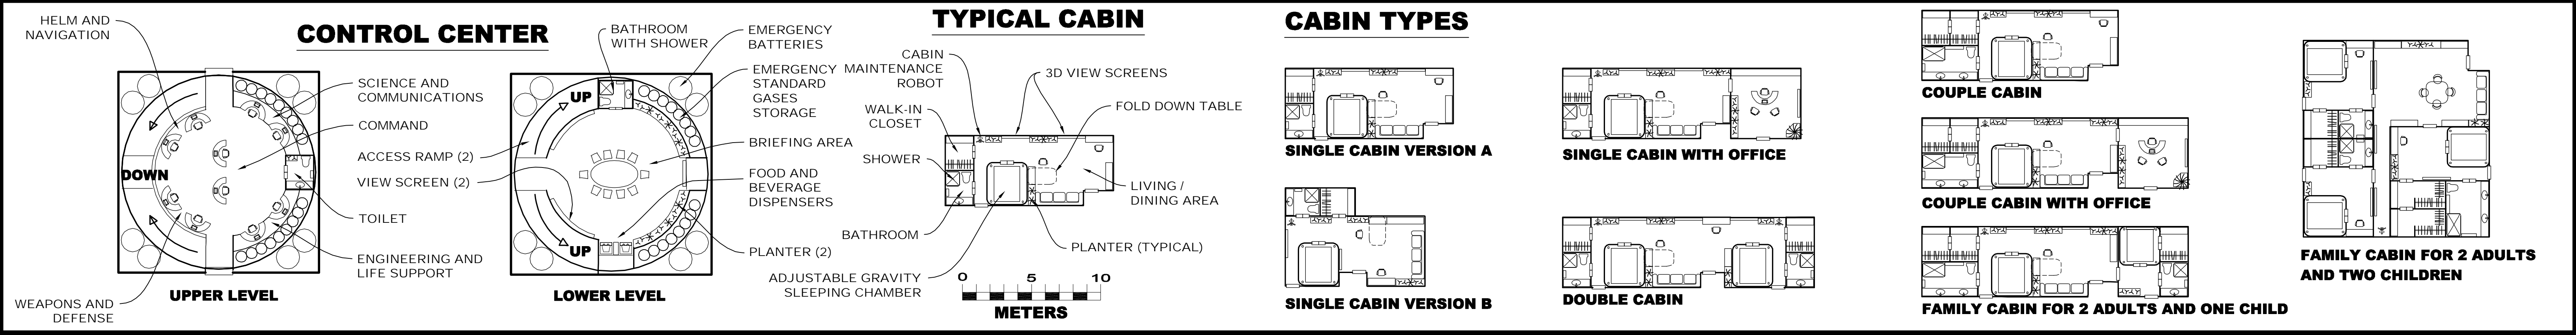 CONTROL CENTER
HELM AND
NAVIGATION
SCIENCE AND
COMMUNICATIONS
COMMAND
ACCESS RAMP (2)
VIEW SCREEN (2)
DOWN
TOILET
ENGINEERING AND
LIFE SUPPORT
WEAPONS AND
DEFENSE
UPPER LEVEL
BATHROOM
WITH SHOWER
EMERGENCY
BATTERIES
EMERGENCY
STANDARD
GASES
STORAGE
UP
BRIEFING AREA
FOOD AND
BEVERAGE
DISPENSERS
PLANTER (2)
UP
LOWER LEVEL
TYPICAL CABIN
CABIN
MAINTENANCE
ROBOT
3D VIEW SCREENS
FOLD DOWN TABLE
WALK-IN
CLOSET
SHOWER
LIVING /
DINING AREA
BATHROOM
PLANTER (TYPICAL)
ADJUSTABLE GRAVITY
SLEEPING CHAMBER
0 5 10
METERS
CABIN TYPES
SINGLE CABIN VERSION A
SINGLE CABIN VERSION B
SINGLE CABIN WITH OFFICE
DOUBLE CABIN
COUPLE CABIN
COUPLE CABIN WITH OFFICE
FAMILY CABIN FOR 2 ADULTS AND ONE CHILD
FAMILY CABIN FOR 2 ADULTS
AND TWO CHILDREN